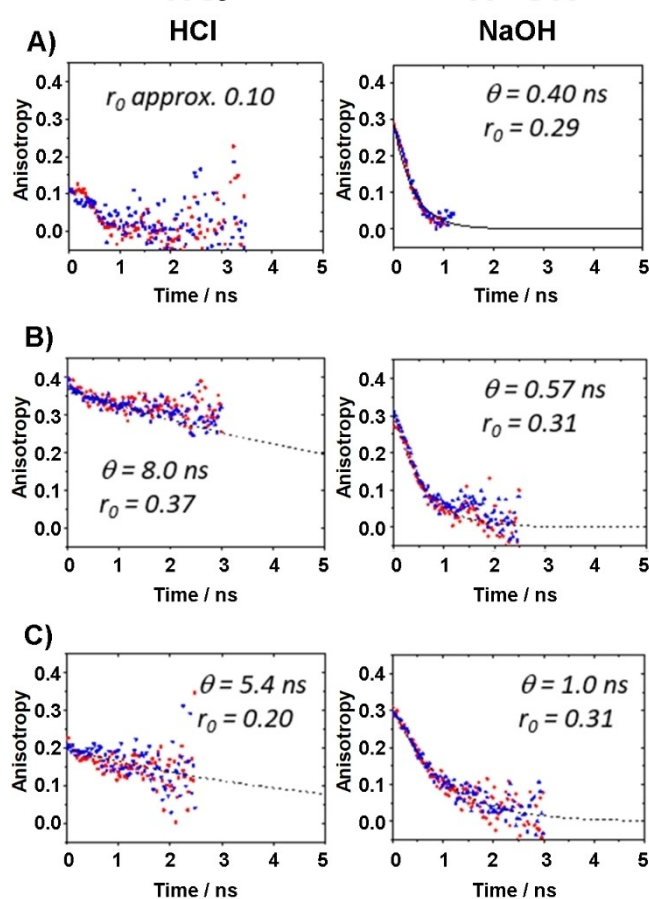 HCl
NaOH
A)
r0 approx. 0.10
θ = 0.40 ns
r0 = 0.29
Anisotropy
0.4
0.3
0.2
0.1
0.0
0 1 2 3 4 5
Time / ns
Anisotropy
0.4
0.3
0.2
0.1
0.0
0 1 2 3 4 5
Time / ns
B)
Anisotropy
0.4
0.3
0.2
0.1
0.0
θ = 8.0 ns
r0 = 0.37
0 1 2 3 4 5
Time / ns
Anisotropy
0.4
0.3
0.2
0.1
0.0
θ = 0.57 ns
r0 = 0.31
0 1 2 3 4 5
Time / ns
C)
Anisotropy
0.4
0.3
0.2
0.1
0.0
θ = 5.4 ns
r0 = 0.20
0 1 2 3 4 5
Time / ns
Anisotropy
0.4
0.3
0.2
0.1
0.0
θ = 1.0 ns
r0 = 0.31
0 1 2 3 4 5
Time / ns